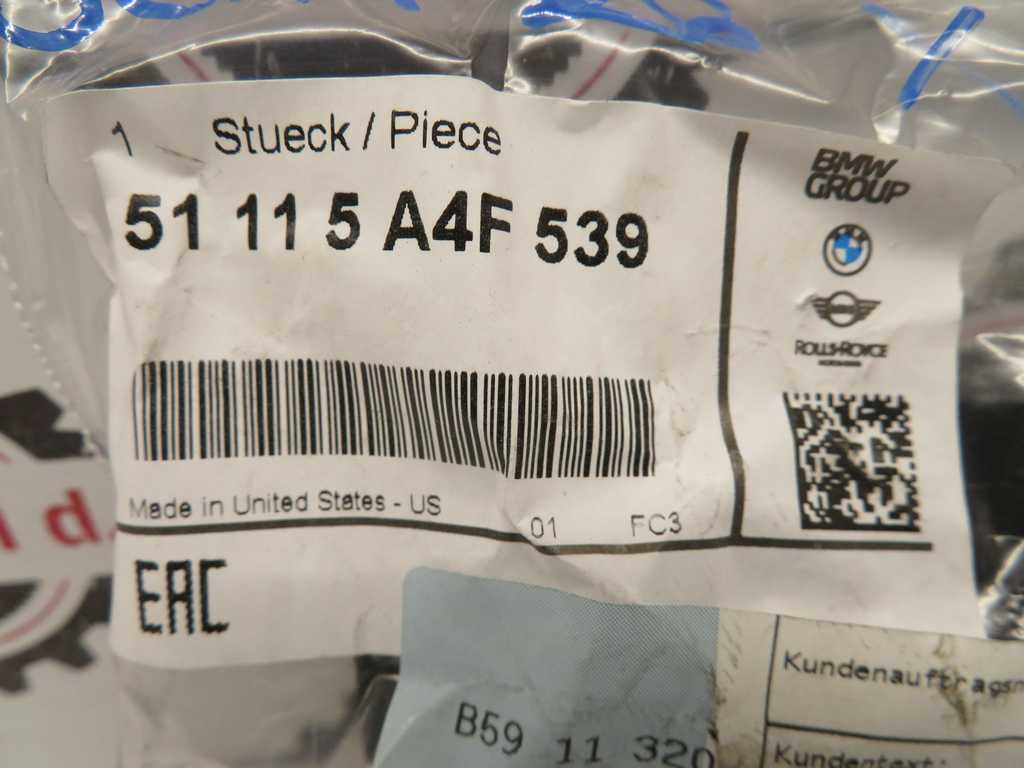 1 Stueck / Piece
51 11 5 A4F 539
BMW
GROUP
ROLLS-ROYCE
Made in United States - US
01 FC3
EAC
B59 11 320
Kundenauftragsn
Kundentext:
d.